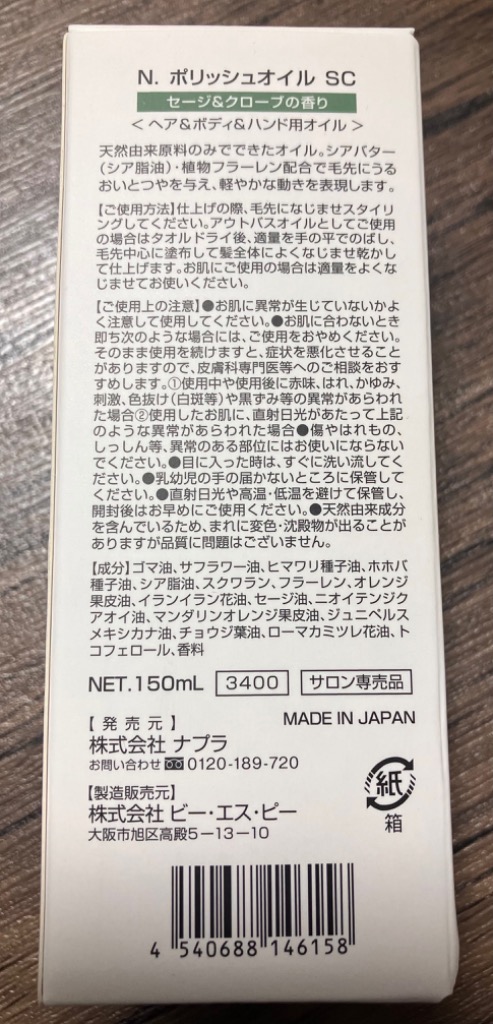 N. ポリッシュオイル SC
セージ&クローブの香り
< ヘア&ボディ&ハンド用オイル >
天然由来原料のみでできたオイル。シアバター
(シア脂油)・植物フラーレン配合で毛先にうる
おいとつやを与え、軽やかな動きを表現します。
【ご使用方法】仕上げの際、毛先になじませスタイリ
ングしてください。アウトバスオイルとしてご使用
の場合はタオルドライ後、適量を手の平でのばし、
毛先中心に塗布して髪全体によくなじませ乾かし
て仕上げます。お肌にご使用の場合は適量をよくな
じませてお使いください。
【ご使用上の注意】●お肌に異常が生じていないかよ
く注意して使用してください。●お肌に合わないとき
即ち次のような場合には、ご使用をおやめください。
そのまま使用を続けますと、症状を悪化させること
がありますので、皮膚科専門医等へのご相談をおす
すめします。①使用中や使用後に赤味、はれ、かゆみ、
刺激、色抜け(白斑等)や黒ずみ等の異常があらわれ
た場合②使用したお肌に、直射日光があたって上記
のような異常があらわれた場合●傷やはれもの、
しっしん等、異常のある部位にはお使いにならない
でください。●目に入った時は、すぐに洗い流してく
ださい。●乳幼児の手の届かないところに保管して
ください。●直射日光や高温・低温を避けて保管し、
開封後はお早めにご使用ください。●天然由来成分
を含んでいるため、まれに変色・沈殿物が出ることが
ありますが品質に問題はございません。
【成分】ゴマ油、サフラワー油、ヒマワリ種子油、ホホバ
種子油、シア脂油、スクワラン、フラーレン、オレンジ
果皮油、イランイラン花油、セージ油、ニオイテンジク
アオイ油、マンダリンオレンジ果皮油、ジュニペルス
メキシカナ油、チョウジ葉油、ローマカミツレ花油、ト
コフェロール、香料
NET.150mL 3400 サロン専売品
MADE IN JAPAN
【発売元】
株式会社 ナプラ
お問い合わせ 0120-189-720
【製造販売元】
株式会社 ビー・エス・ピー
大阪市旭区高殿5-13-10
紙
箱
4 540688 146158